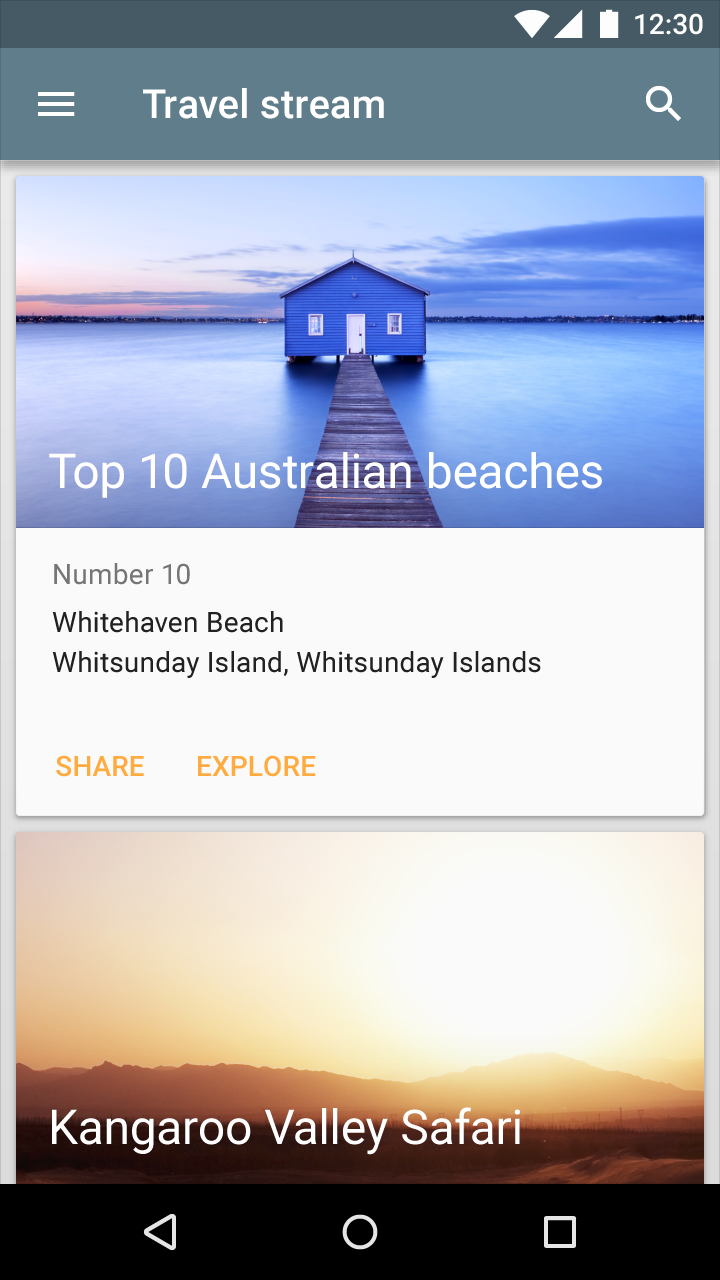 12:30
Travel stream
Top 10 Australian beaches
Number 10
Whitehaven Beach
Whitsunday Island, Whitsunday Islands
SHARE EXPLORE
Kangaroo Valley Safari